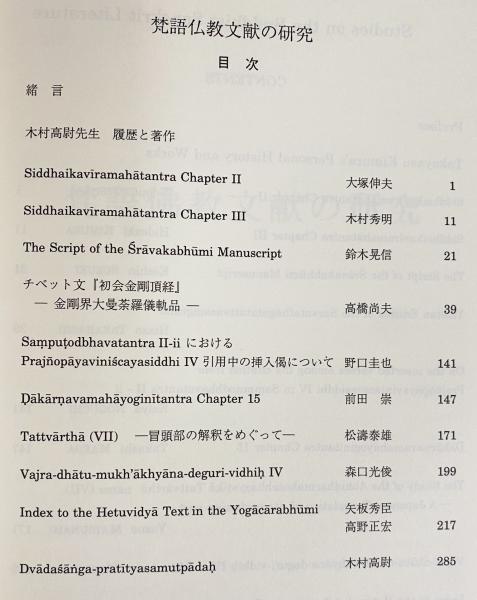 梵語仏教文献の研究
目 次
緒 言
木村高尉先生 履歴と著作
Siddhaikavīramahātantra Chapter II 大塚伸夫 1
Siddhaikavīramahātantra Chapter III 木村秀明 11
The Script of the Śrāvakabhūmi Manuscript 鈴木晃信 21
チベット文『初会金剛頂経』
― 金剛界大曼荼羅儀軌品 ― 高橋尚夫 39
Saṃpuṭodbhavatantra II-ii における
Prajñopāyaviniścayasiddhi IV 引用中の挿入偈について 野口圭也 141
Ḍākārṇavamahāyoginītantra Chapter 15 前田 崇 147
Tattvārthā (VII) ―冒頭部の解釈をめぐって― 松濤泰雄 171
Vajra-dhātu-mukh'ākhyāna-deguri-vidhiḥ IV 森口光俊 199
Index to the Hetuvidyā Text in the Yogācārabhūmi 矢板秀臣
高野正宏 217
Dvādaśāṅga-pratītyasamutpādaḥ 木村高尉 285